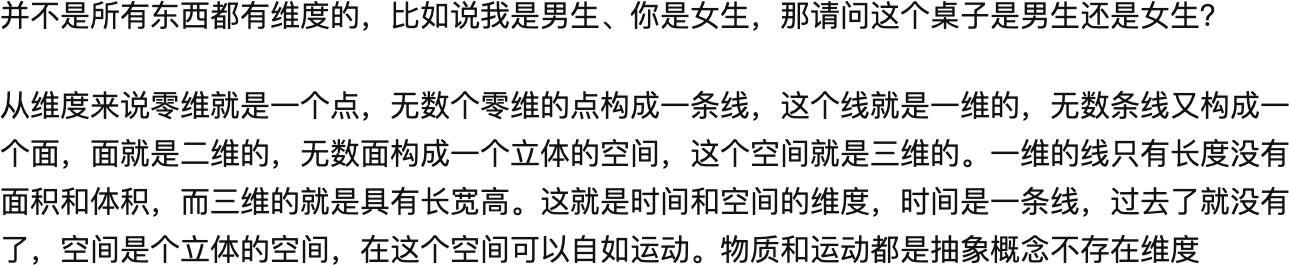 并不是所有东西都有维度的，比如说我是男生、你是女生，那请问这个桌子是男生还是女生？
从维度来说零维就是一个点，无数个零维的点构成一条线，这个线就是一维的，无数条线又构成一
个面，面就是二维的，无数面构成一个立体的空间，这个空间就是三维的。一维的线只有长度没有
面积和体积，而三维的就是具有长宽高。这就是时间和空间的维度，时间是一条线，过去了就没有
了，空间是个立体的空间，在这个空间可以自如运动。物质和运动都是抽象概念不存在维度